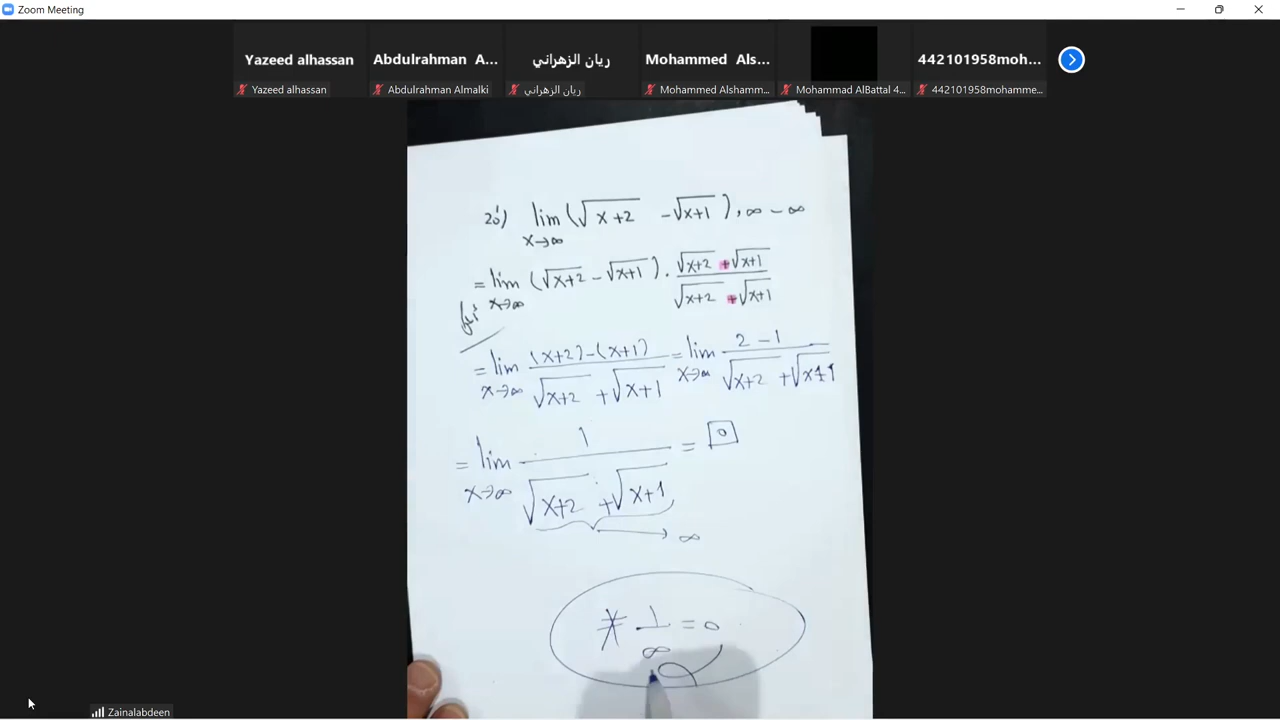 Zoom Meeting
Yazeed alhassan
Abdulrahman A...
ريان الزهراني
Mohammed Als...
442101958moh...
Yazeed alhassan
Abdulrahman Almalki
ريان الزهراني
Mohammed Alshamm...
Mohammad AlBattal 4...
442101958mohamme...
20) lim x→∞ (√x+2 - √x+1), ∞ - ∞
= lim x→∞ (√x+2 - √x+1) . √x+2 + √x+1 / √x+2 + √x+1
= lim x→∞ (x+2)-(x+1) / √x+2 + √x+1 = lim x→∞ 2 - 1 / √x+2 + √x+1
= lim x→∞ 1 / √x+2 + √x+1 = 0
→ ∞
* 1/∞ = 0
Zainalabdeen